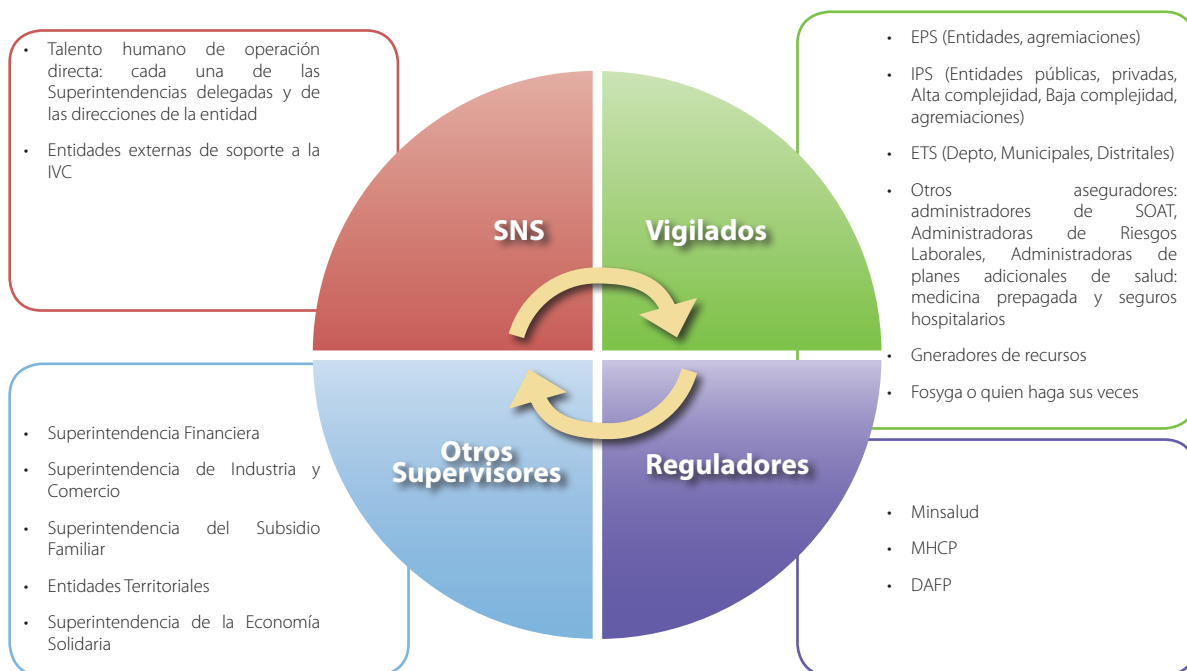 • Talento humano de operación
directa: cada una de las
Superintendencias delegadas y de
las direcciones de la entidad
• Entidades externas de soporte a la
IVC
SNS
Vigilados
• EPS (Entidades, agremiaciones)
• IPS (Entidades públicas, privadas,
Alta complejidad, Baja complejidad,
agremiaciones)
• ETS (Depto, Municipales, Distritales)
• Otros aseguradores:
administradores de SOAT,
Administradoras de Riesgos
Laborales, Administradoras de
planes adicionales de salud:
medicina prepagada y seguros
hospitalarios
• Gneradores de recursos
• Fosyga o quien haga sus veces
• Superintendencia Financiera
• Superintendencia de Industria y
Comercio
• Superintendencia del Subsidio
Familiar
• Entidades Territoriales
• Superintendencia de la Economía
Solidaria
Otros
Supervisores
Reguladores
• Minsalud
• MHCP
• DAFP